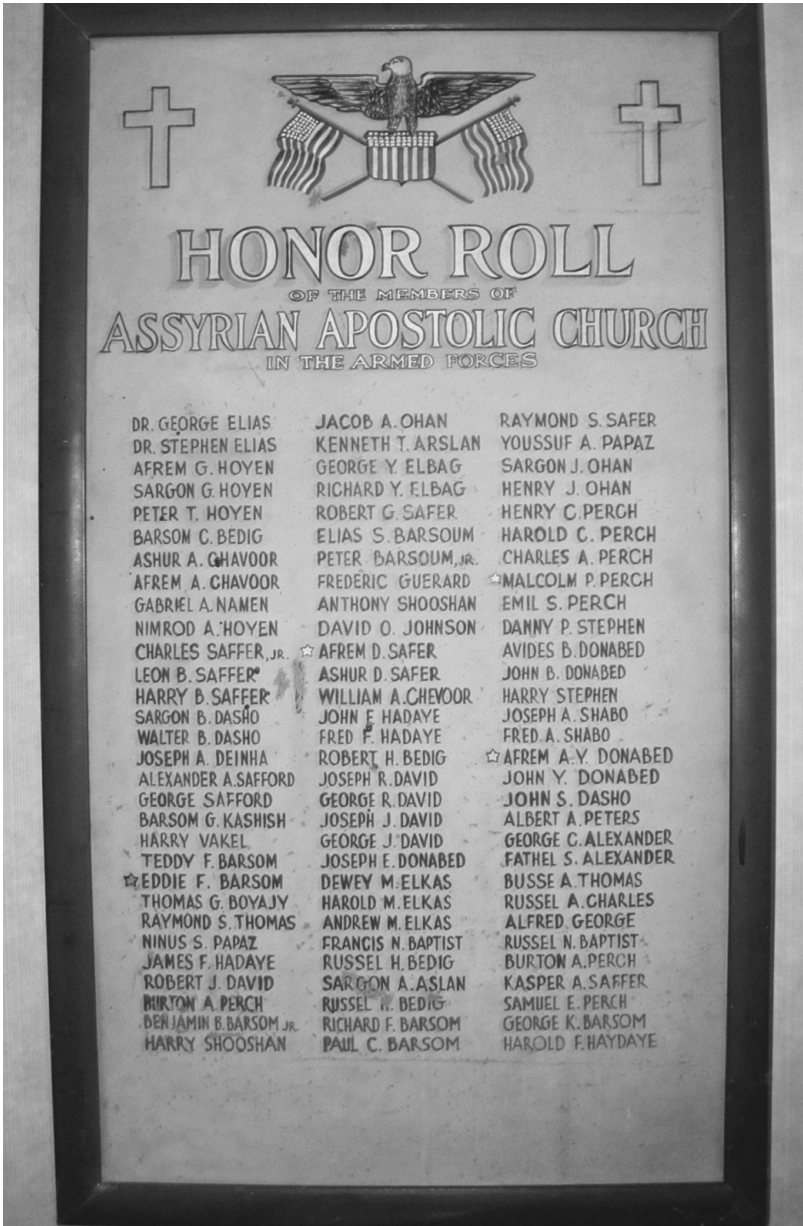 HONOR ROLL
OF THE MEMBERS OF
ASSYRIAN APOSTOLIC CHURCH
IN THE ARMED FORCES
DR. GEORGE ELIAS
DR. STEPHEN ELIAS
AFREM G. HOYEN
SARGON G. HOYEN
PETER T. HOYEN
BARSOM C. BEDIG
ASHUR A. CHAVOOR
AFREM A. CHAVOOR
GABRIEL A. NAMEN
NIMROD A. HOYEN
CHARLES SAFFER, JR.
LEON B. SAFFER
HARRY B. SAFFER
SARGON B. DASHO
WALTER B. DASHO
JOSEPH A. DEINHA
ALEXANDER A. SAFFORD
GEORGE SAFFORD
BARSOM G. KASHISH
HARRY VAKEL
TEDDY F. BARSOM
EDDIE F. BARSOM
THOMAS G. BOYAJY
RAYMOND S. THOMAS
NINUS S. PAPAZ
JAMES F. HADAYE
ROBERT J. DAVID
BURTON A. PERCH
BENJAMIN B. BARSOM JR.
HARRY SHOOSHAN
JACOB A. OHAN
KENNETH T. ARSLAN
GEORGE Y. ELBAG
RICHARD Y. ELBAG
ROBERT G. SAFER
ELIAS S. BARSOUM
PETER BARSOUM, JR.
FREDERIC GUERARD
ANTHONY SHOOSHAN
DAVID O. JOHNSON
AFREM D. SAFER
ASHUR D. SAFER
WILLIAM A. CHEVOOR
JOHN F. HADAYE
FRED F. HADAYE
ROBERT H. BEDIG
JOSEPH R. DAVID
GEORGE R. DAVID
JOSEPH J. DAVID
GEORGE J. DAVID
JOSEPH E. DONABED
DEWEY M. ELKAS
HAROLD M. ELKAS
ANDREW M. ELKAS
FRANCIS N. BAPTIST
RUSSEL H. BEDIG
SARGON A. ASLAN
RUSSEL H. BEDIG
RICHARD F. BARSOM
PAUL C. BARSOM
RAYMOND S. SAFER
YOUSSUF A. PAPAZ
SARGON J. OHAN
HENRY J. OHAN
HENRY C. PERCH
HAROLD C. PERCH
CHARLES A. PERCH
MALCOLM P. PERCH
EMIL S. PERCH
DANNY P. STEPHEN
AVIDES B. DONABED
JOHN B. DONABED
HARRY STEPHEN
JOSEPH A. SHABO
FRED A. SHABO
AFREM A.Y. DONABED
JOHN Y. DONABED
JOHN S. DASHO
ALBERT A. PETERS
GEORGE C. ALEXANDER
FATHEL S. ALEXANDER
BUSSE A. THOMAS
RUSSEL A. CHARLES
ALFRED GEORGE
RUSSEL N. BAPTIST
BURTON A. PERCH
KASPER A. SAFFER
SAMUEL E. PERCH
GEORGE K. BARSOM
HAROLD F. HAYDAYE